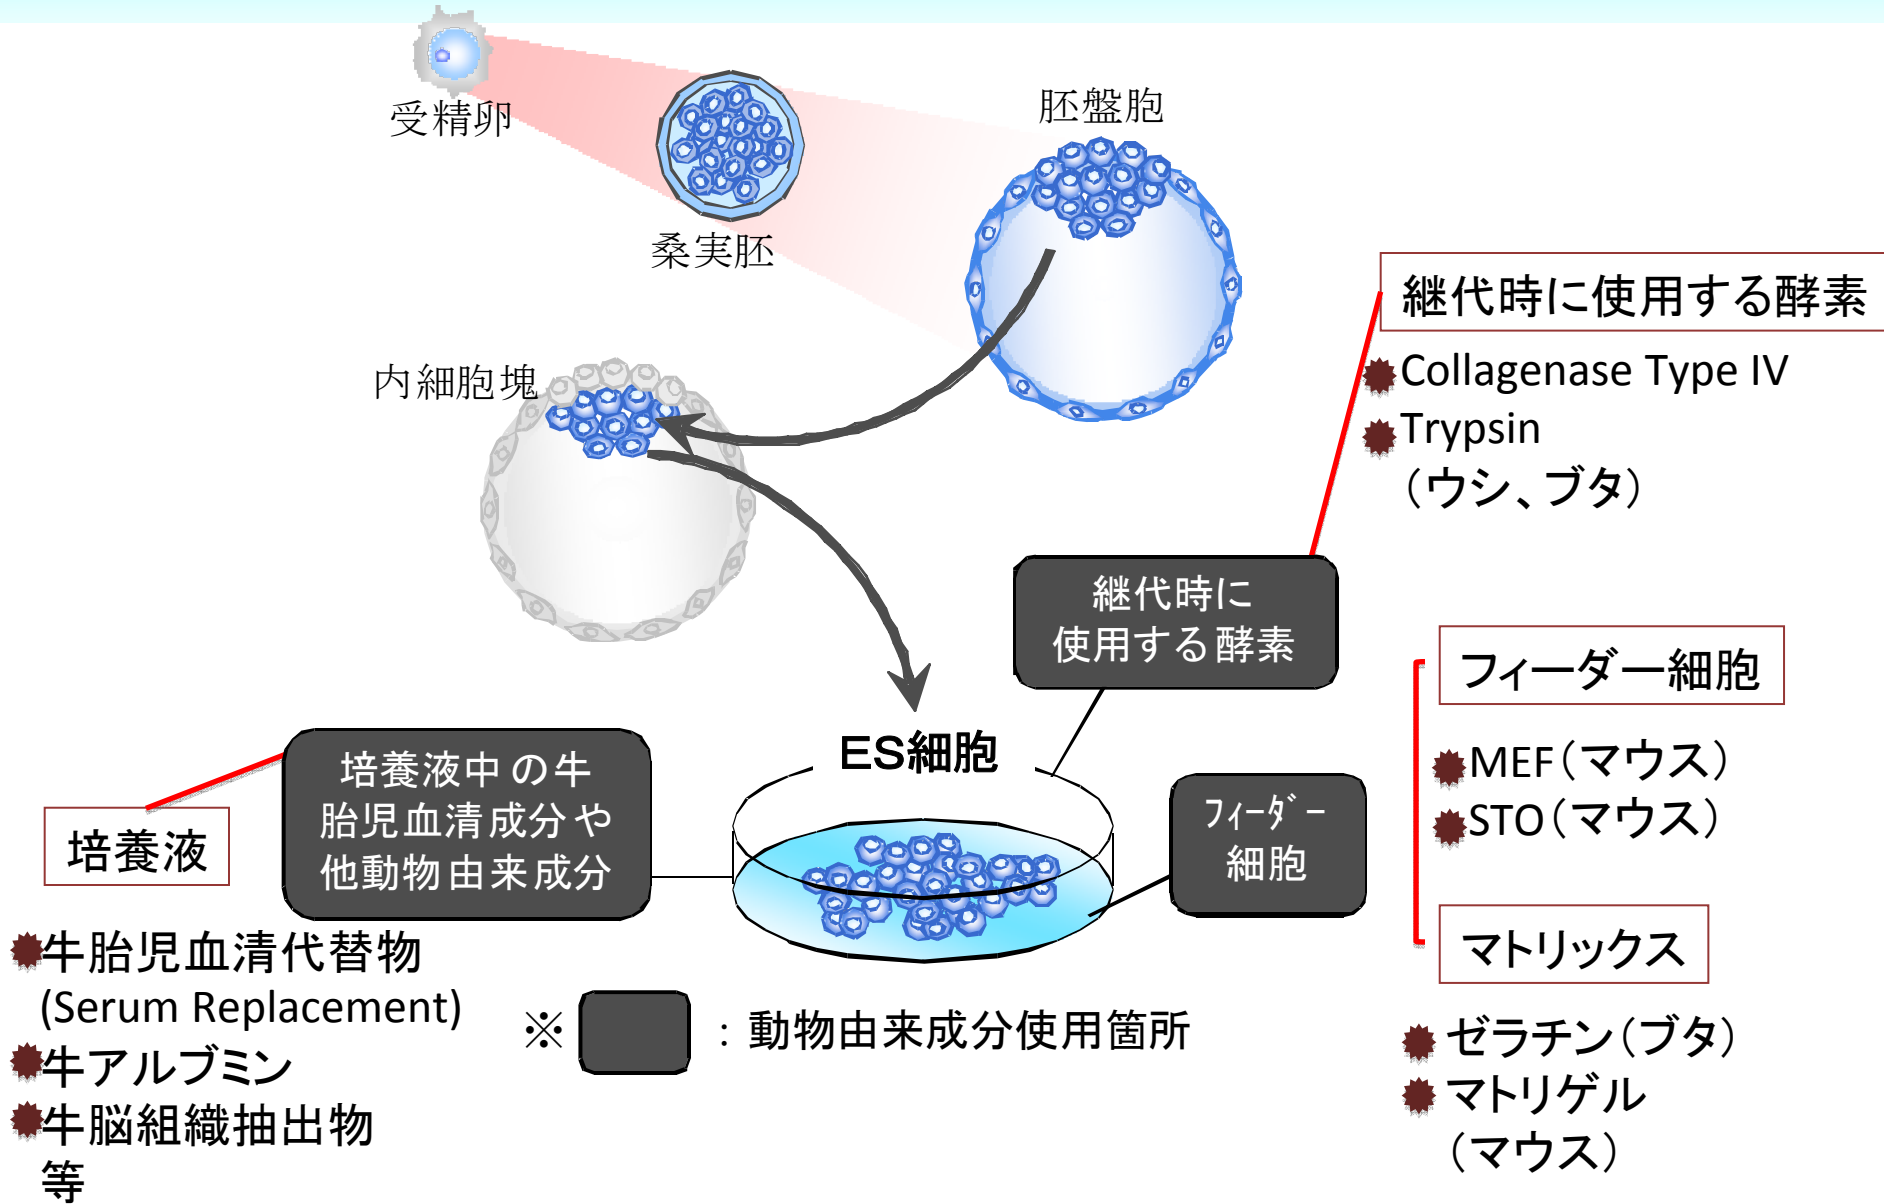 受精卵
桑実胚
胚盤胞
内細胞塊
継代時に使用する酵素
Collagenase Type IV
Trypsin
（ウシ、ブタ）
継代時に
使用する酵素
フィーダー細胞
MEF（マウス）
STO（マウス）
ES細胞
培養液中の牛
胎児血清成分や
他動物由来成分
ﾌｨｰﾀﾞｰ
細胞
培養液
牛胎児血清代替物
(Serum Replacement)
牛アルブミン
牛脳組織抽出物
等
マトリックス
ゼラチン（ブタ）
マトリゲル
（マウス）
※ ：動物由来成分使用箇所